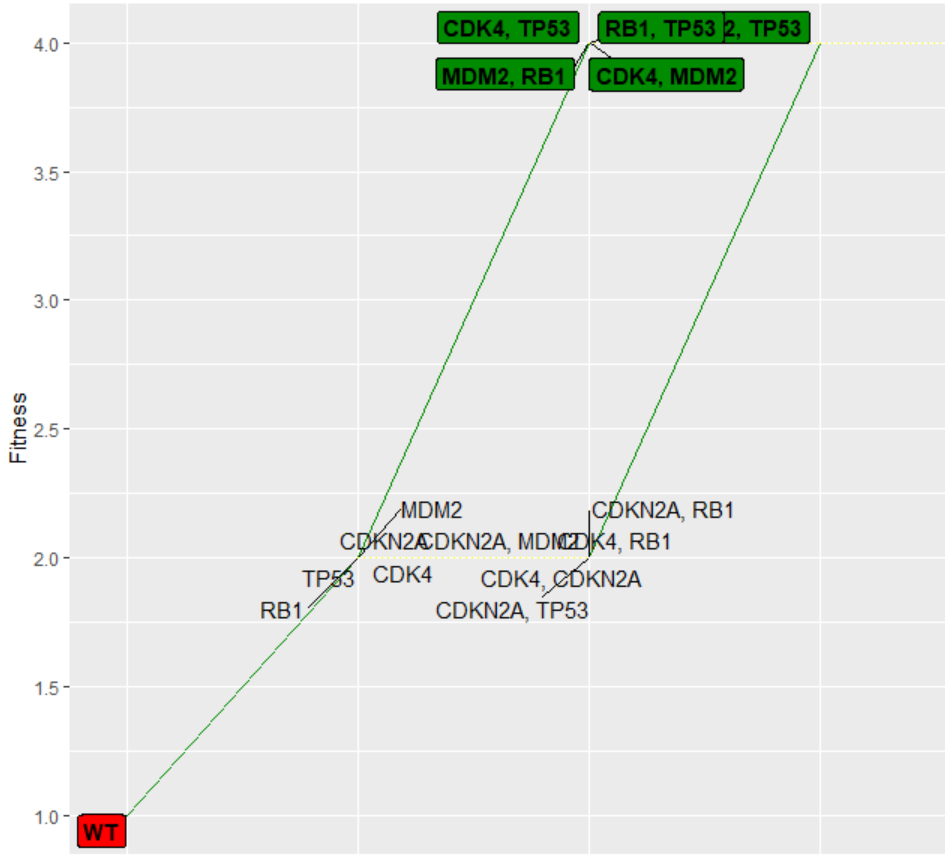 CDK4, TP53
RB1, TP53
2, TP53
4.0
MDM2, RB1
CDK4, MDM2
3.5
3.0
2.5
Fitness
MDM2
CDKN2A, RB1
CDKN2A
CDKN2A, MDM2
CDK4, RB1
2.0
TP53
CDK4
CDK4, CDKN2A
RB1
CDKN2A, TP53
1.5
1.0
WT